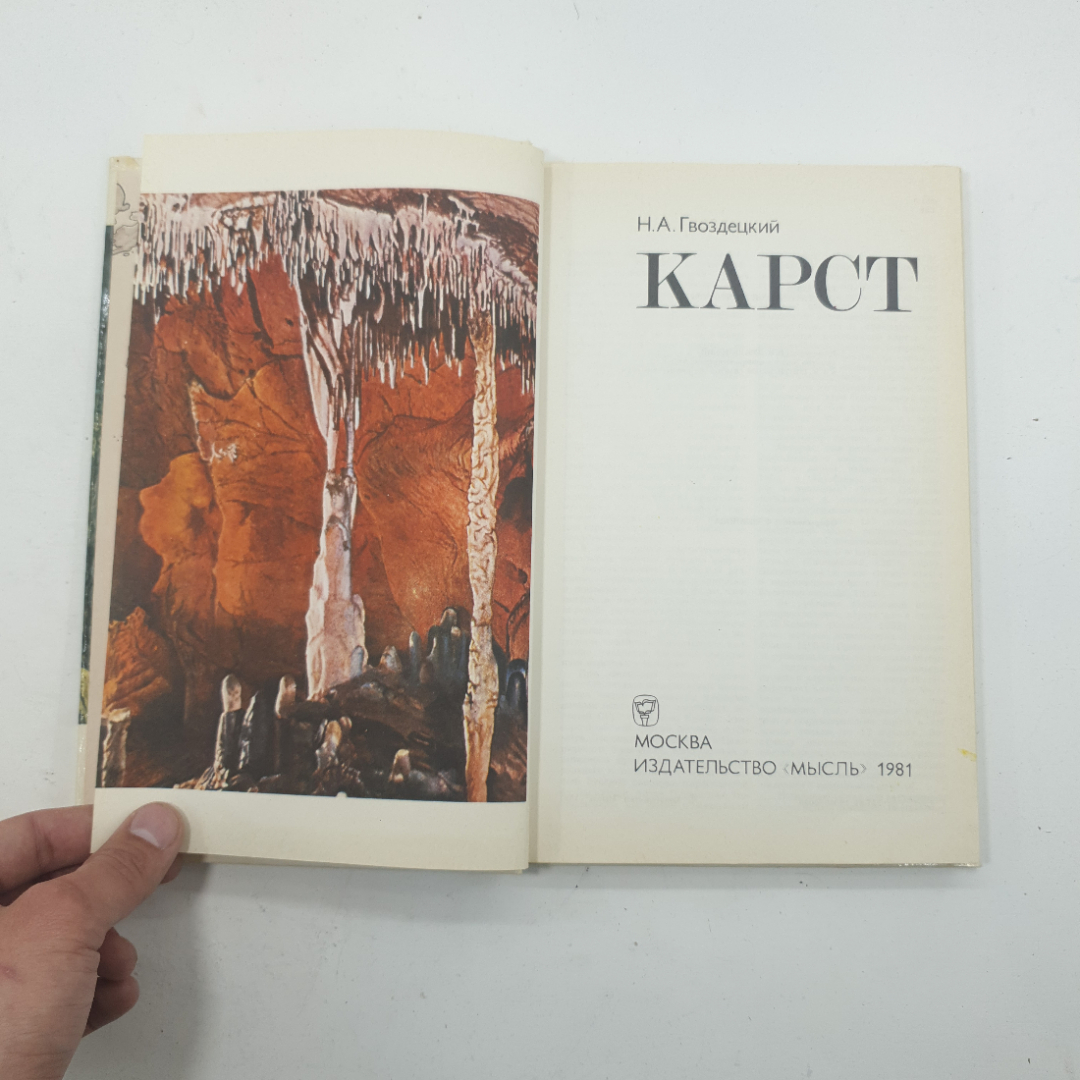 Н.А.Гвоздецкий
КАРСТ
МОСКВА
ИЗДАТЕЛЬСТВО «МЫСЛЬ» 1981